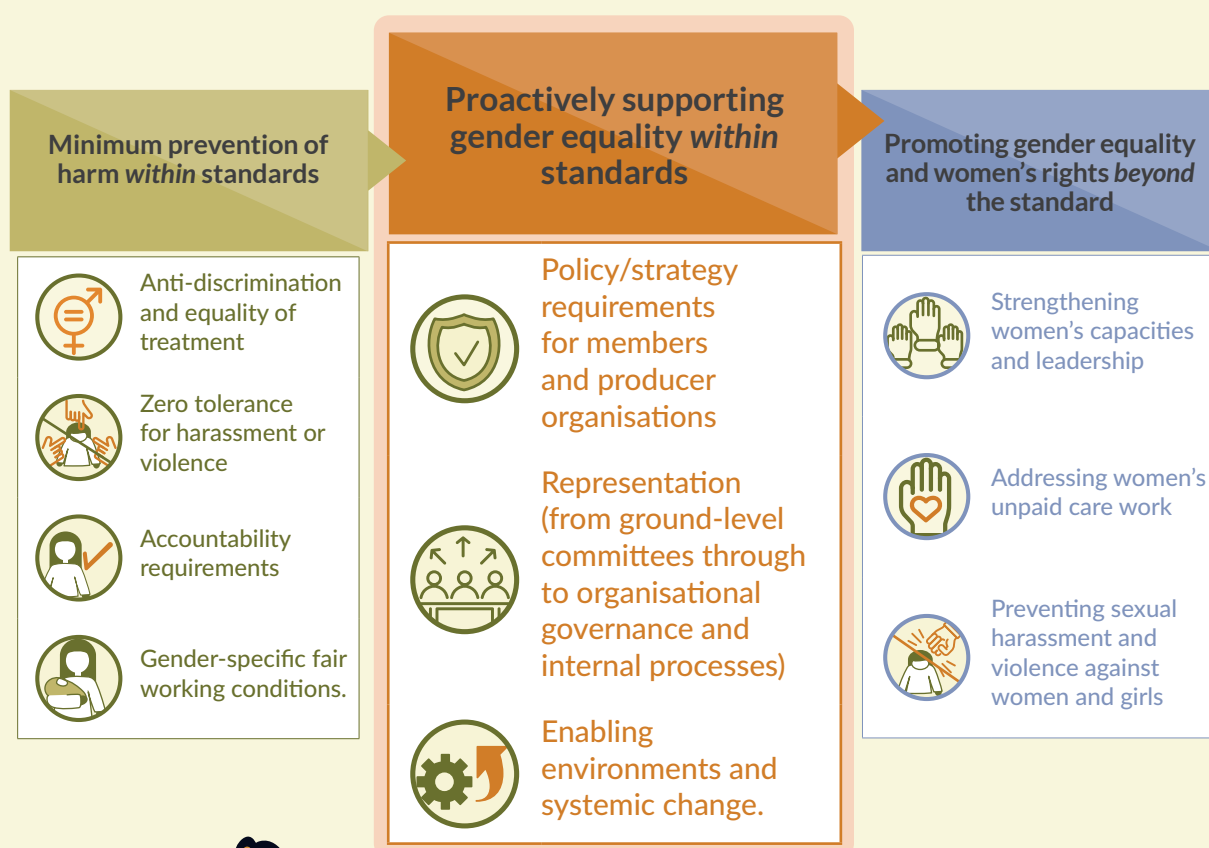 Minimum prevention of
harm within standards
Anti-discrimination
and equality of
treatment
Zero tolerance
for harassment or
violence
Accountability
requirements
Gender-specific fair
working conditions.
Proactively supporting
gender equality within
standards
Policy/strategy
requirements
for members
and producer
organisations
Representation
(from ground-level
committees through
to organisational
governance and
internal processes)
Enabling
environments and
systemic change.
Promoting gender equality
and women’s rights beyond
the standard
Strengthening
women’s capacities
and leadership
Addressing women’s
unpaid care work
Preventing sexual
harassment and
violence against
women and girls